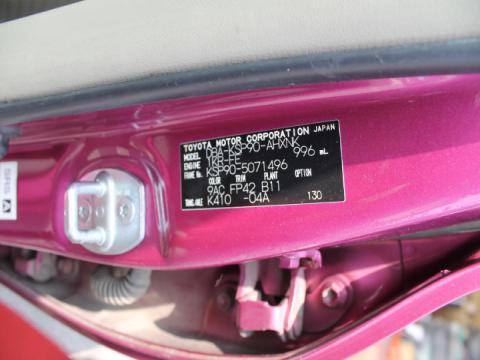 TOYOTA MOTOR CORPORATION JAPAN
MODEL DBA-KSP90-AHXNK
ENGINE 1KR-FE 996 mL
FRAME No. KSP90-5071496
COLOR TRIM PLANT
9AC FP42 B11
TRANS./AXLE K410 -04A 130
SRS